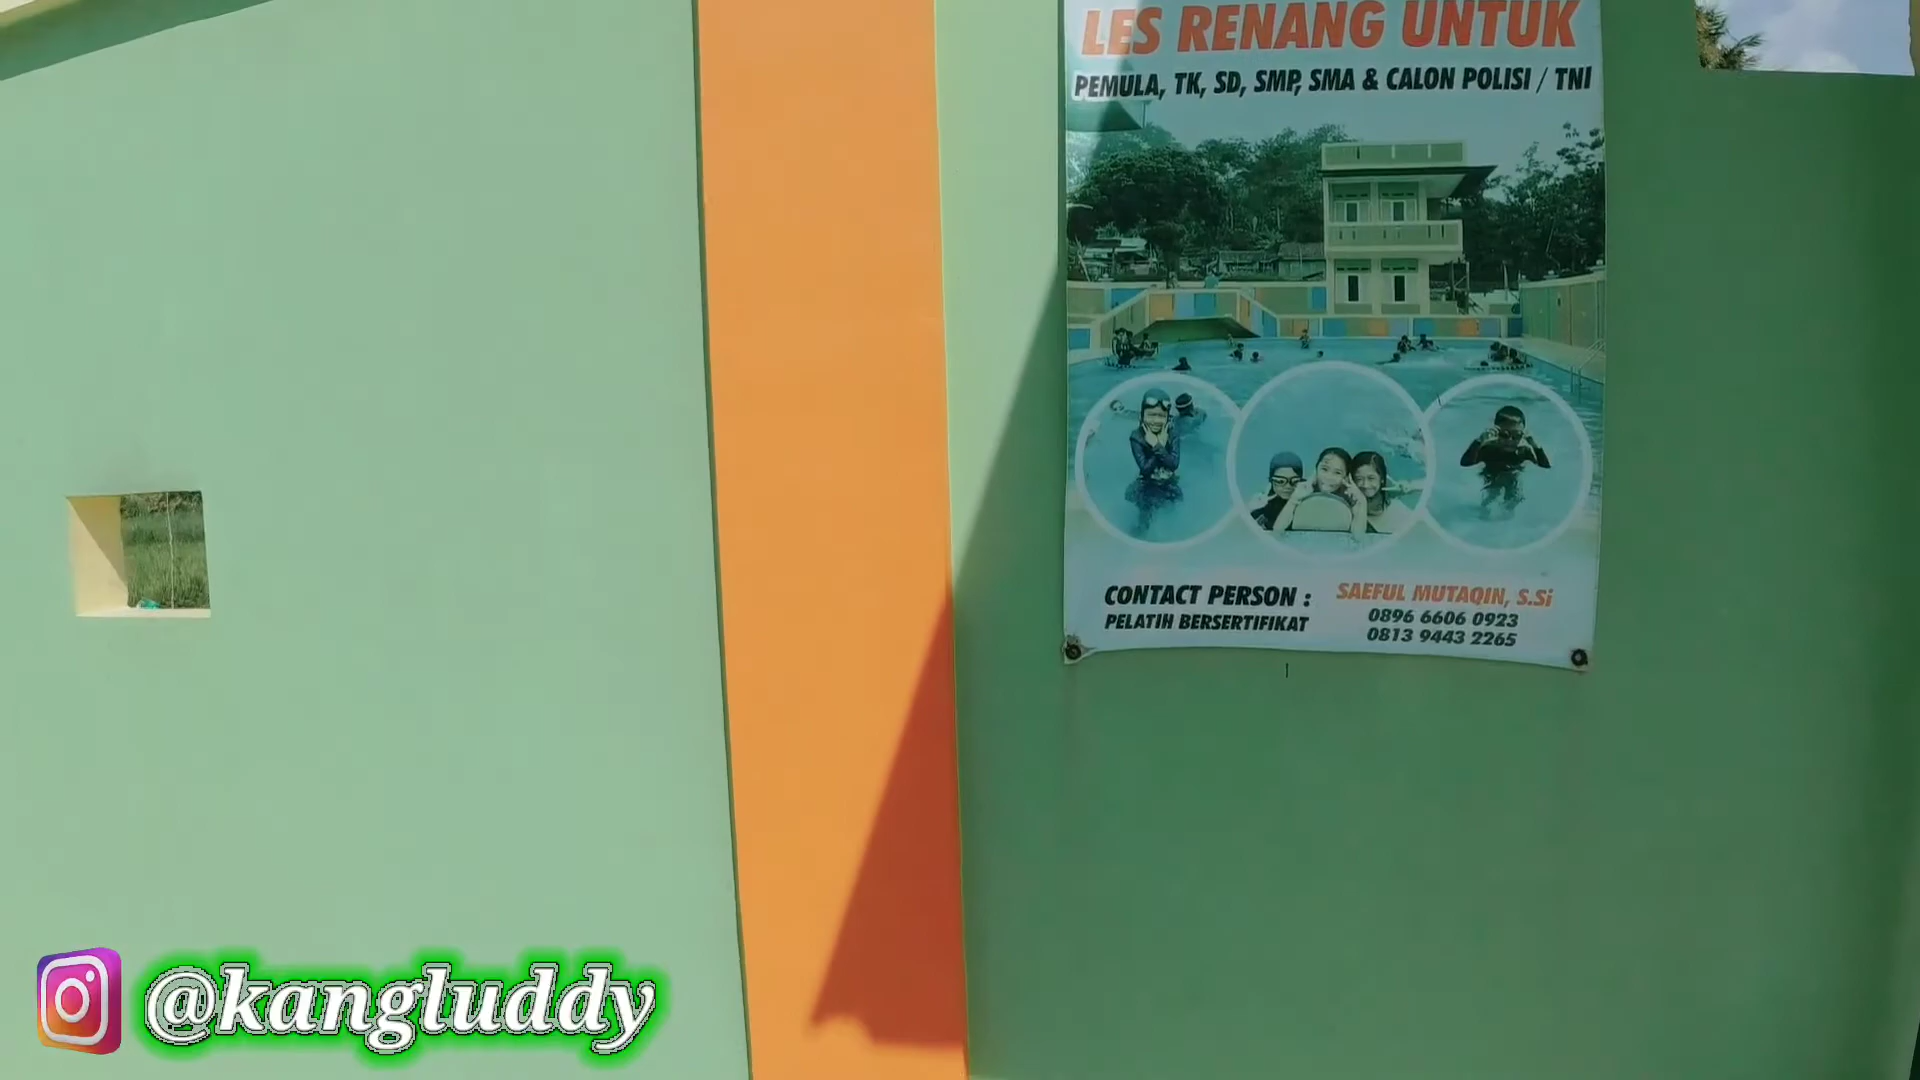 LES RENANG UNTUK
PEMULA, TK, SD, SMP, SMA & CALON POLISI / TNI
CONTACT PERSON : SAEFUL MUTAQIN, S.Si
PELATIH BERSERTIFIKAT 0896 6606 0923
0813 9443 2265
@kangluddy